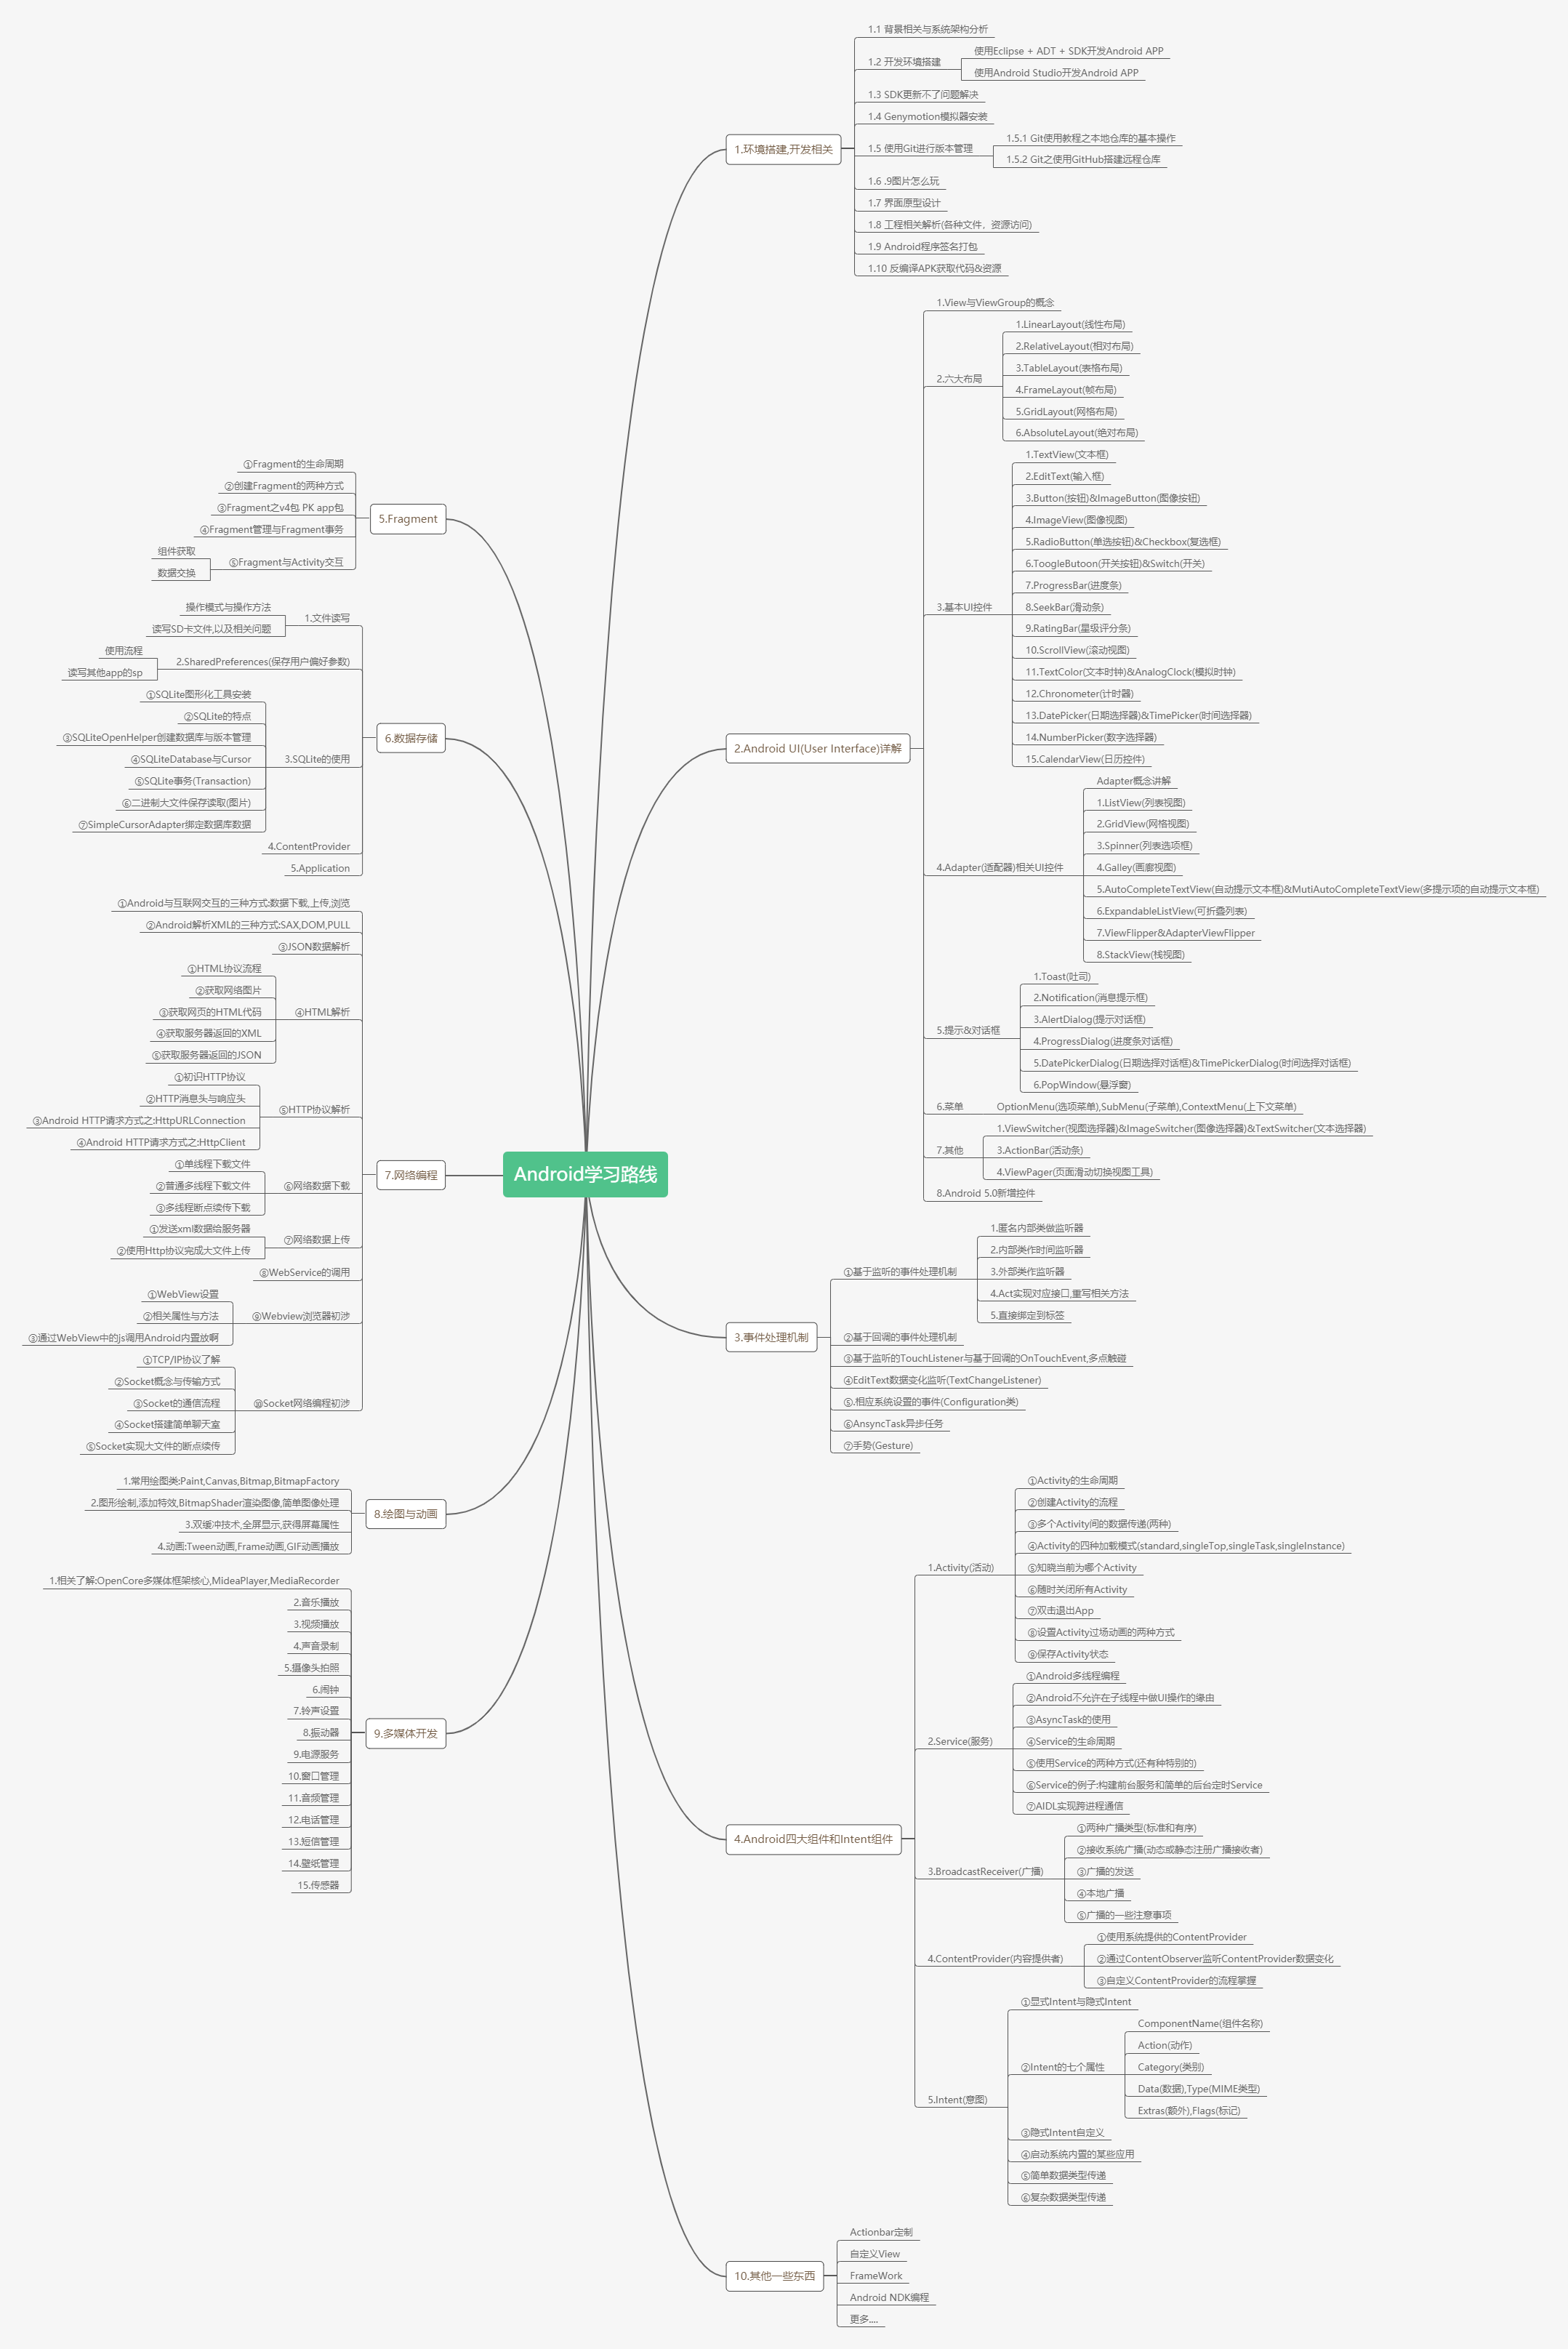 Android学习路线
1.环境搭建,开发相关
1.1 背景相关与系统架构分析
1.2 开发环境搭建
使用Eclipse + ADT + SDK开发Android APP
使用Android Studio开发Android APP
1.3 SDK更新不了问题解决
1.4 Genymotion模拟器安装
1.5 使用Git进行版本管理
1.5.1 Git使用教程之本地仓库的基本操作
1.5.2 Git之使用GitHub搭建远程仓库
1.6 .9图片怎么玩
1.7 界面原型设计
1.8 工程相关解析(各种文件，资源访问)
1.9 Android程序签名打包
1.10 反编译APK获取代码&资源
2.Android UI(User Interface)详解
1.View与ViewGroup的概念
2.六大布局
1.LinearLayout(线性布局)
2.RelativeLayout(相对布局)
3.TableLayout(表格布局)
4.FrameLayout(帧布局)
5.GridLayout(网格布局)
6.AbsoluteLayout(绝对布局)
3.基本UI控件
1.TextView(文本框)
2.EditText(输入框)
3.Button(按钮)&ImageButton(图像按钮)
4.ImageView(图像视图)
5.RadioButton(单选按钮)&Checkbox(复选框)
6.ToogleButoon(开关按钮)&Switch(开关)
7.ProgressBar(进度条)
8.SeekBar(滑动条)
9.RatingBar(星级评分条)
10.ScrollView(滚动视图)
11.TextColor(文本时钟)&AnalogClock(模拟时钟)
12.Chronometer(计时器)
13.DatePicker(日期选择器)&TimePicker(时间选择器)
14.NumberPicker(数字选择器)
15.CalendarView(日历控件)
4.Adapter(适配器)相关UI控件
Adapter概念讲解
1.ListView(列表视图)
2.GridView(网格视图)
3.Spinner(列表选项框)
4.Galley(画廊视图)
5.AutoCompleteTextView(自动提示文本框)&MutiAutoCompleteTextView(多提示项的自动提示文本框)
6.ExpandableListView(可折叠列表)
7.ViewFlipper&AdapterViewFlipper
8.StackView(栈视图)
5.提示&对话框
1.Toast(吐司)
2.Notification(消息提示框)
3.AlertDialog(提示对话框)
4.ProgressDialog(进度条对话框)
5.DatePickerDialog(日期选择对话框)&TimePickerDialog(时间选择对话框)
6.PopWindow(悬浮窗)
6.菜单
OptionMenu(选项菜单),SubMenu(子菜单),ContextMenu(上下文菜单)
7.其他
1.ViewSwitcher(视图选择器)&ImageSwitcher(图像选择器)&TextSwitcher(文本选择器)
3.ActionBar(活动条)
4.ViewPager(页面滑动切换视图工具)
8.Android 5.0新增控件
3.事件处理机制
①基于监听的事件处理机制
1.匿名内部类做监听器
2.内部类作时间监听器
3.外部类作监听器
4.Act实现对应接口,重写相关方法
5.直接绑定到标签
②基于回调的事件处理机制
③基于监听的TouchListener与基于回调的OnTouchEvent,多点触碰
④EditText数据变化监听(TextChangeListener)
⑤.相应系统设置的事件(Configuration类)
⑥AnsyncTask异步任务
⑦手势(Gesture)
4.Android四大组件和Intent组件
1.Activity(活动)
①Activity的生命周期
②创建Activity的流程
③多个Activity间的数据传递(两种)
④Activity的四种加载模式(standard,singleTop,singleTask,singleInstance)
⑤知晓当前为哪个Activity
⑥随时关闭所有Activity
⑦双击退出App
⑧设置Activity过场动画的两种方式
⑨保存Activity状态
2.Service(服务)
①Android多线程编程
②Android不允许在子线程中做UI操作的缘由
③AsyncTask的使用
④Service的生命周期
⑤使用Service的两种方式(还有种特别的)
⑥Service的例子:构建前台服务和简单的后台定时Service
⑦AIDL实现跨进程通信
3.BroadcastReceiver(广播)
①两种广播类型(标准和有序)
②接收系统广播(动态或静态注册广播接收者)
③广播的发送
④本地广播
⑤广播的一些注意事项
4.ContentProvider(内容提供者)
①使用系统提供的ContentProvider
②通过ContentObserver监听ContentProvider数据变化
③自定义ContentProvider的流程掌握
5.Intent(意图)
①显式Intent与隐式Intent
②Intent的七个属性
ComponentName(组件名称)
Action(动作)
Category(类别)
Data(数据),Type(MIME类型)
Extras(额外),Flags(标记)
③隐式Intent自定义
④启动系统内置的某些应用
⑤简单数据类型传递
⑥复杂数据类型传递
5.Fragment
①Fragment的生命周期
②创建Fragment的两种方式
③Fragment之v4包 PK app包
④Fragment管理与Fragment事务
⑤Fragment与Activity交互
组件获取
数据交换
6.数据存储
1.文件读写
操作模式与操作方法
读写SD卡文件,以及相关问题
2.SharedPreferences(保存用户偏好参数)
使用流程
读写其他app的sp
3.SQLite的使用
①SQLite图形化工具安装
②SQLite的特点
③SQLiteOpenHelper创建数据库与版本管理
④SQLiteDatabase与Cursor
⑤SQLite事务(Transaction)
⑥二进制大文件保存读取(图片)
⑦SimpleCursorAdapter绑定数据库数据
4.ContentProvider
5.Application
7.网络编程
①Android与互联网交互的三种方式:数据下载,上传,浏览
②Android解析XML的三种方式:SAX,DOM,PULL
③JSON数据解析
④HTML解析
①HTML协议流程
②获取网络图片
③获取网页的HTML代码
④获取服务器返回的XML
⑤获取服务器返回的JSON
⑤HTTP协议解析
①初识HTTP协议
②HTTP消息头与响应头
③Android HTTP请求方式之:HttpURLConnection
④Android HTTP请求方式之:HttpClient
⑥网络数据下载
①单线程下载文件
②普通多线程下载文件
③多线程断点续传下载
⑦网络数据上传
①发送xml数据给服务器
②使用Http协议完成大文件上传
⑧WebService的调用
⑨Webview浏览器初涉
①WebView设置
②相关属性与方法
③通过WebView中的js调用Android内置放啊
⑩Socket网络编程初涉
①TCP/IP协议了解
②Socket概念与传输方式
③Socket的通信流程
④Socket搭建简单聊天室
⑤Socket实现大文件的断点续传
8.绘图与动画
1.常用绘图类:Paint,Canvas,Bitmap,BitmapFactory
2.图形绘制,添加特效,BitmapShader渲染图像,简单图像处理
3.双缓冲技术,全屏显示,获得屏幕属性
4.动画:Tween动画,Frame动画,GIF动画播放
9.多媒体开发
1.相关了解:OpenCore多媒体框架核心,MideaPlayer,MediaRecorder
2.音乐播放
3.视频播放
4.声音录制
5.摄像头拍照
6.闹钟
7.铃声设置
8.振动器
9.电源服务
10.窗口管理
11.音频管理
12.电话管理
13.短信管理
14.壁纸管理
15.传感器
10.其他一些东西
Actionbar定制
自定义View
FrameWork
Android NDK编程
更多....